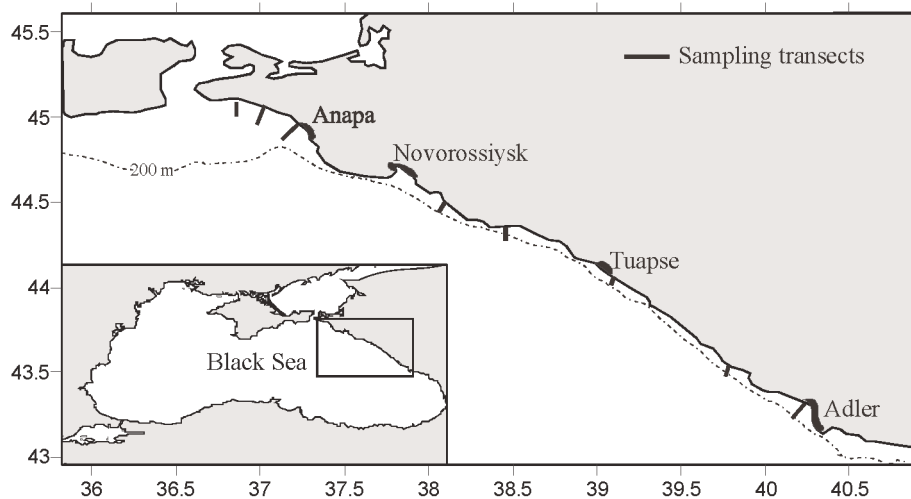 45.5
Sampling transects
45
Anapa
Novorossiysk
200 m
44.5
Tuapse
44
Black Sea
43.5
Adler
43
36 36.5 37 37.5 38 38.5 39 39.5 40 40.5